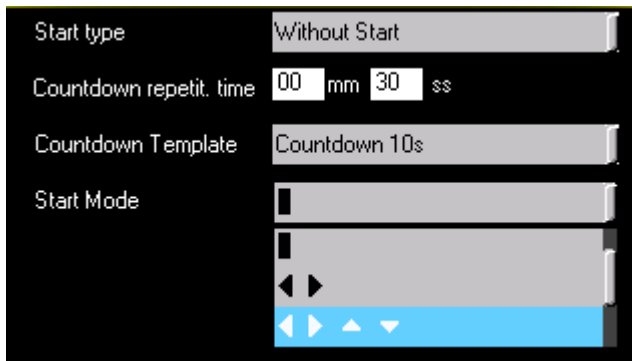 Start type Without Start
Countdown repetit. time 00 mm 30 ss
Countdown Template Countdown 10s
Start Mode